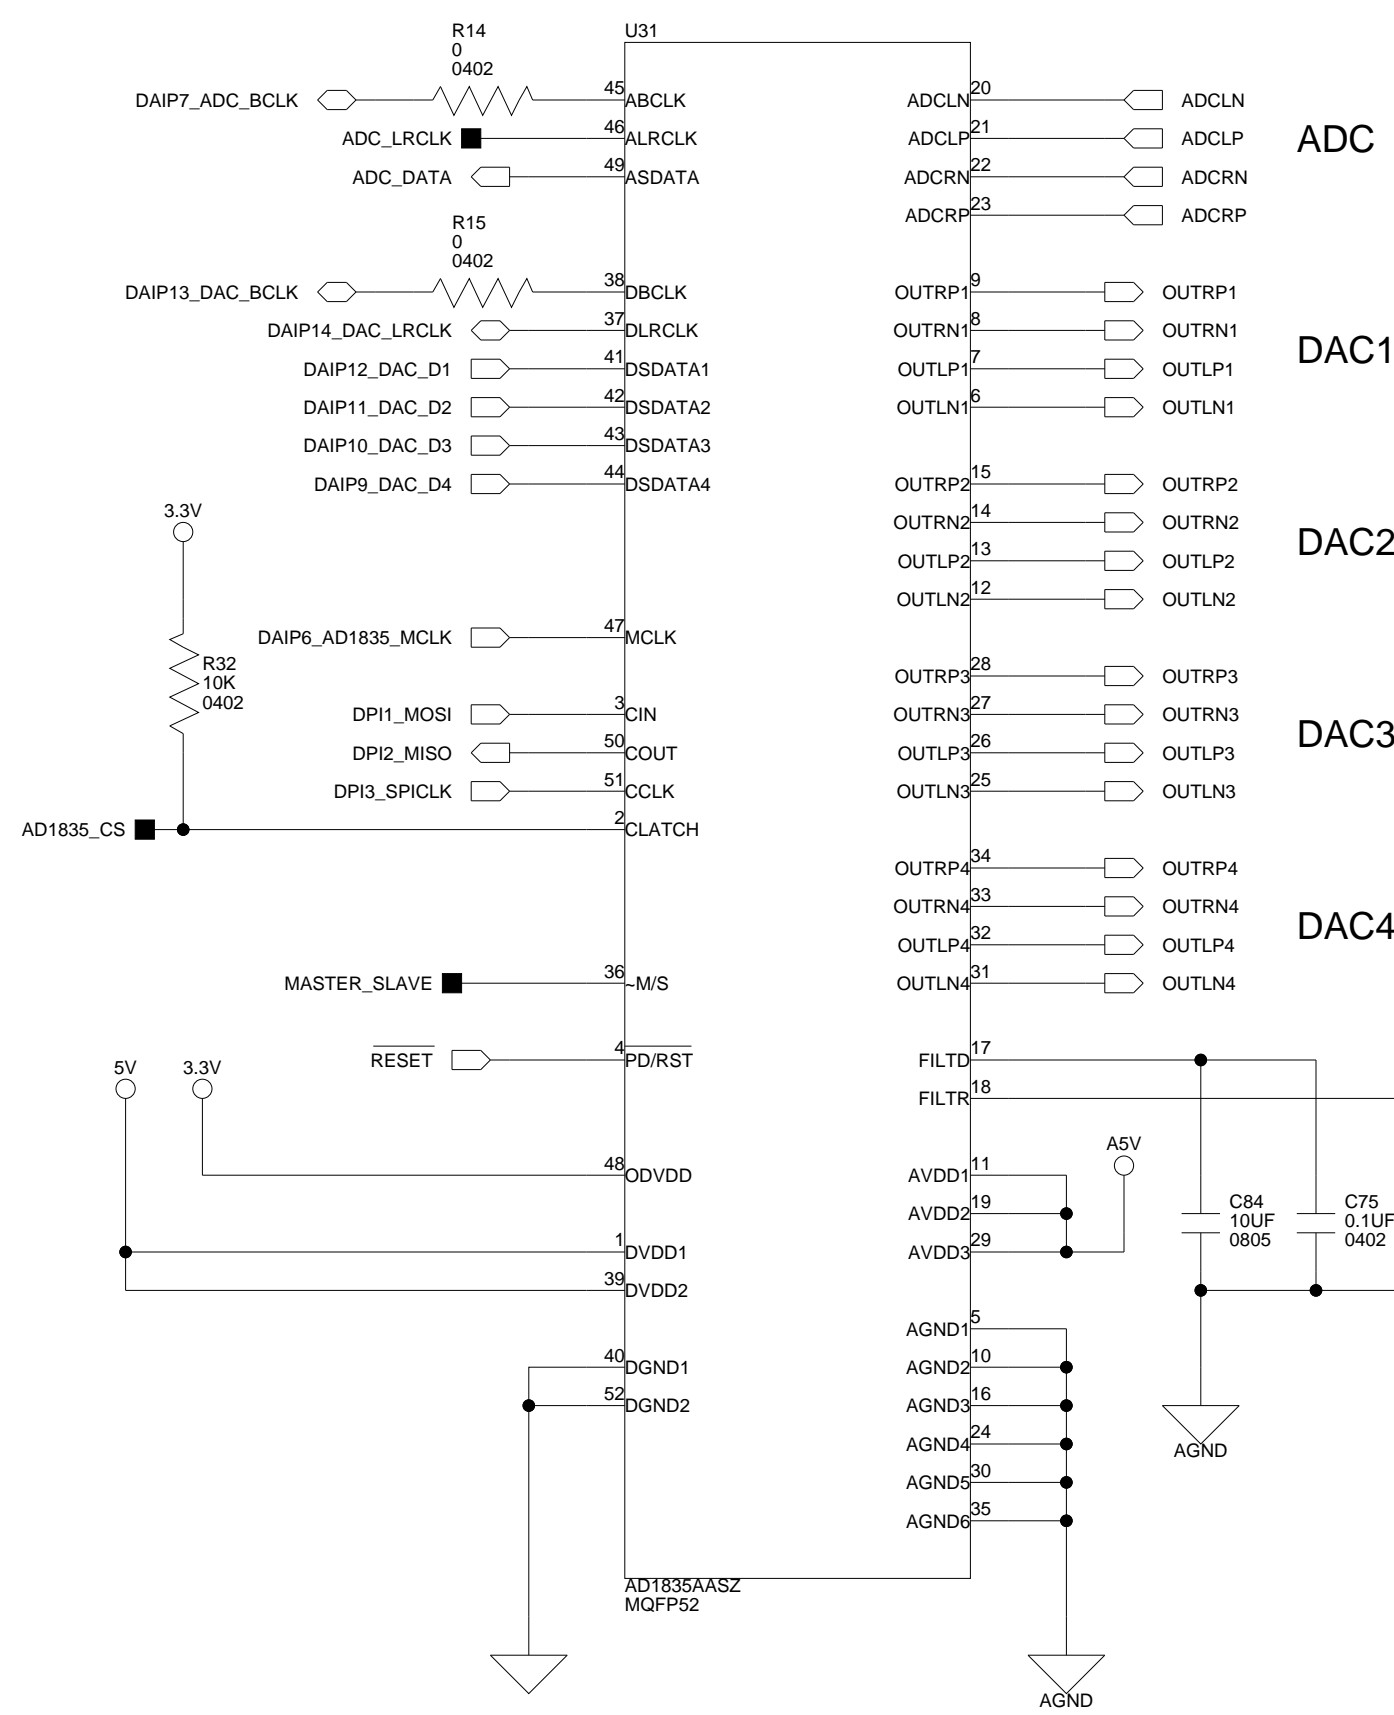 R14
0
0402
U31
DAIP7_ADC_BCLK
45
ABCLK
ADC_LRCLK
46
ALRCLK
ADC_DATA
49
ASDATA
R15
0
0402
DAIP13_DAC_BCLK
38
DBCLK
DAIP14_DAC_LRCLK
37
DLRCLK
DAIP12_DAC_D1
41
DSDATA1
DAIP11_DAC_D2
42
DSDATA2
DAIP10_DAC_D3
43
DSDATA3
DAIP9_DAC_D4
44
DSDATA4
3.3V
R32
10K
0402
DAIP6_AD1835_MCLK
47
MCLK
DPI1_MOSI
3
CIN
DPI2_MISO
50
COUT
DPI3_SPICLK
51
CCLK
AD1835_CS
2
CLATCH
MASTER_SLAVE
36
~M/S
RESET
4
PD/RST
5V
3.3V
48
ODVDD
1
DVDD1
39
DVDD2
40
DGND1
52
DGND2
AD1835AASZ
MQFP52
ADCLN
20
ADCLN
ADCLP
21
ADCLP
ADCRN
22
ADCRN
ADCRP
23
ADCRP
ADC
OUTRP1
9
OUTRP1
OUTRN1
8
OUTRN1
OUTLP1
7
OUTLP1
OUTLN1
6
OUTLN1
DAC1
OUTRP2
15
OUTRP2
OUTRN2
14
OUTRN2
OUTLP2
13
OUTLP2
OUTLN2
12
OUTLN2
DAC2
OUTRP3
28
OUTRP3
OUTRN3
27
OUTRN3
OUTLP3
26
OUTLP3
OUTLN3
25
OUTLN3
DAC3
OUTRP4
34
OUTRP4
OUTRN4
33
OUTRN4
OUTLP4
32
OUTLP4
OUTLN4
31
OUTLN4
DAC4
FILTD
17
FILTR
18
A5V
AVDD1
11
AVDD2
19
AVDD3
29
C84
10UF
0805
C75
0.1UF
0402
AGND1
5
AGND2
10
AGND3
16
AGND4
24
AGND5
30
AGND6
35
AGND
AGND